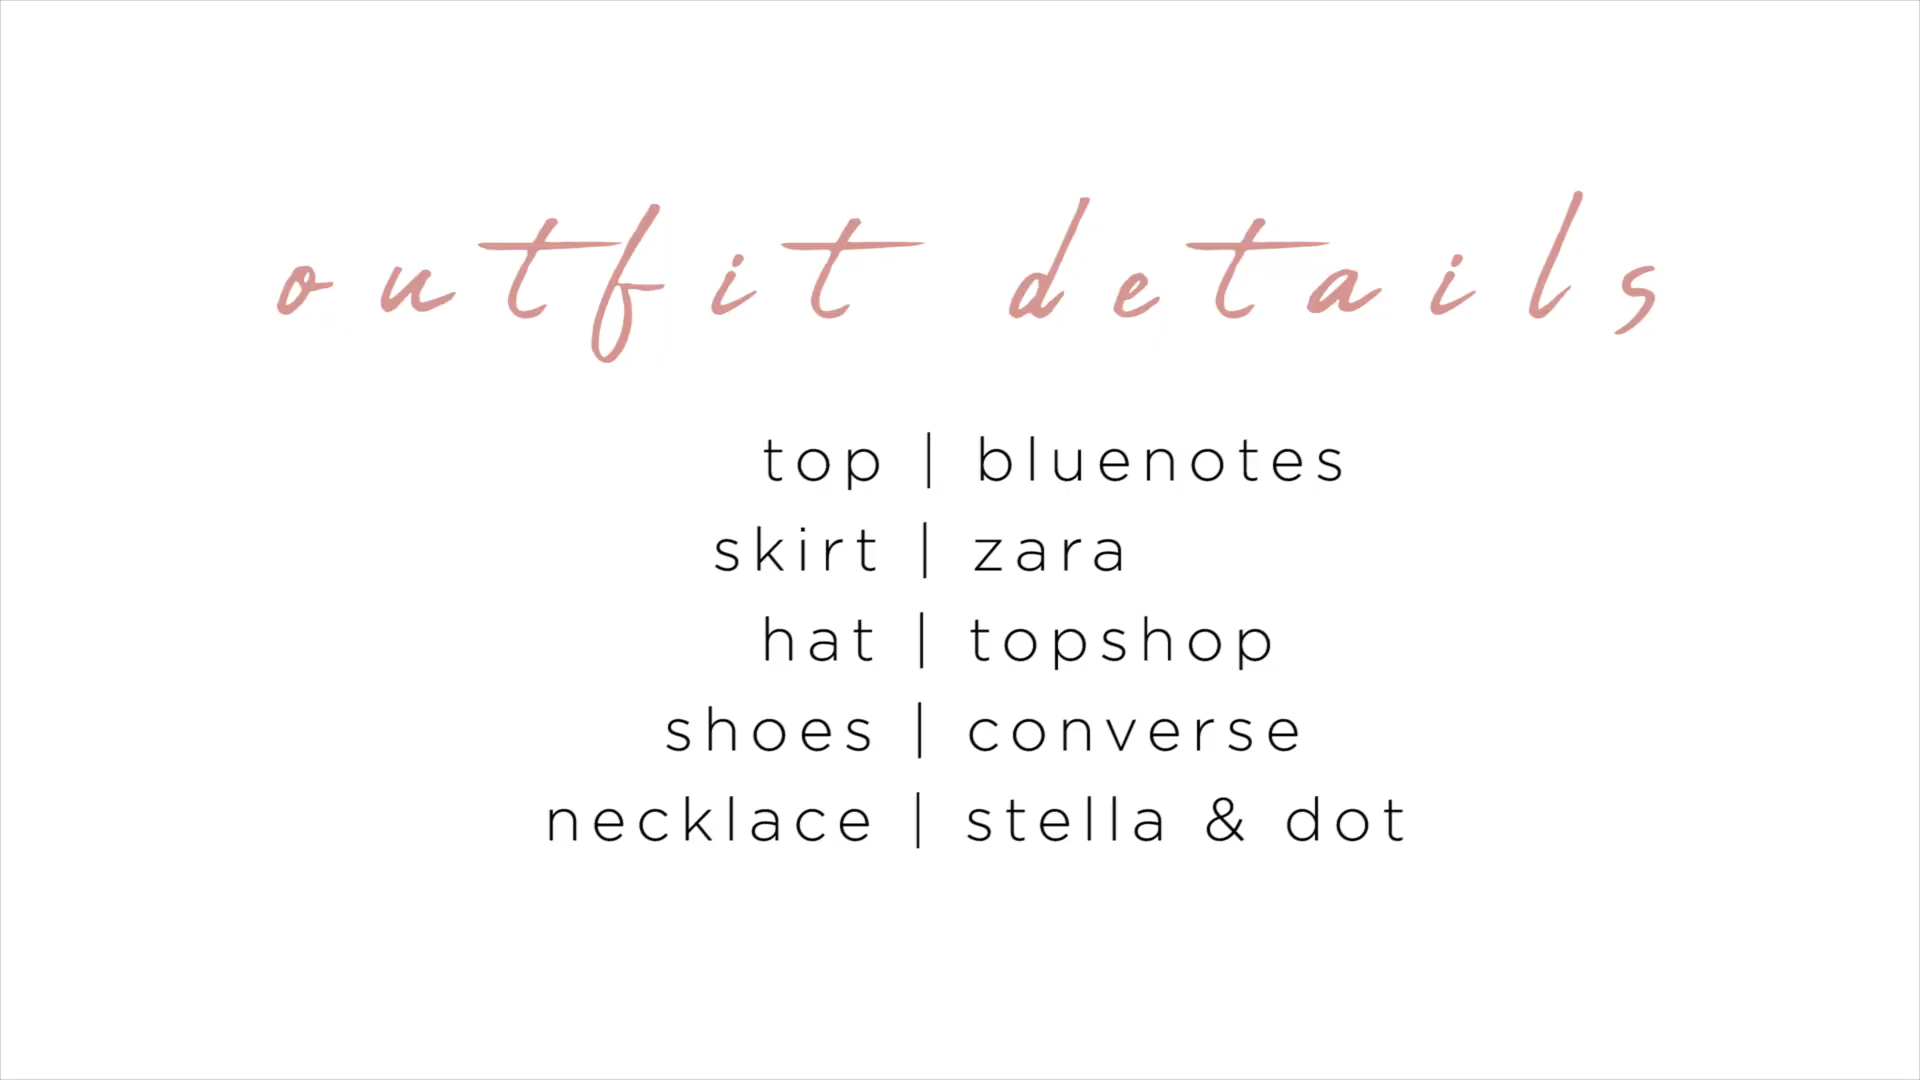 outfit details
top | bluenotes
skirt | zara
hat | topshop
shoes | converse
necklace | stella & dot